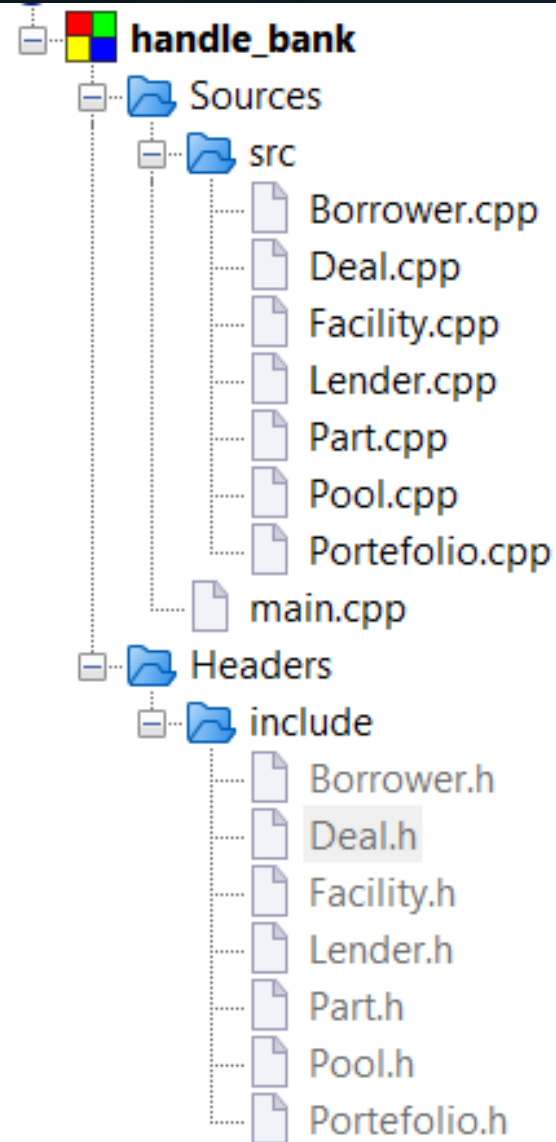 handle_bank
Sources
src
Borrower.cpp
Deal.cpp
Facility.cpp
Lender.cpp
Part.cpp
Pool.cpp
Portefolio.cpp
main.cpp
Headers
include
Borrower.h
Deal.h
Facility.h
Lender.h
Part.h
Pool.h
Portefolio.h